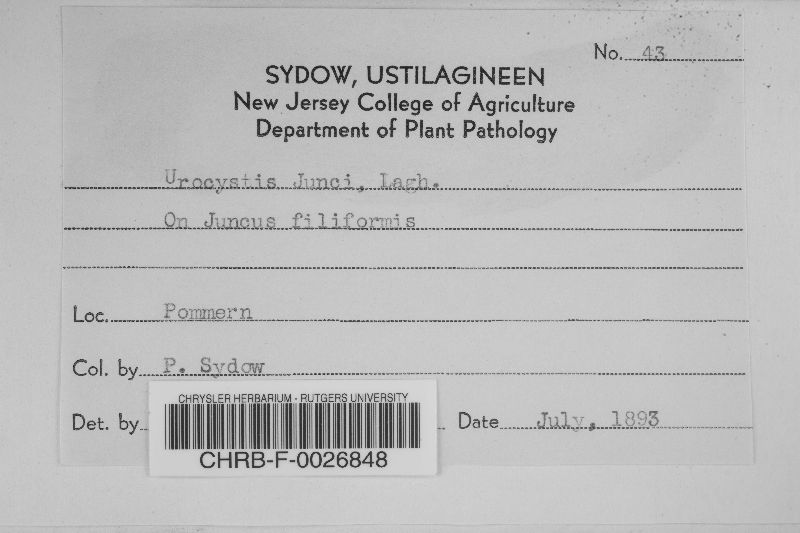 No. 43
SYDOW, USTILAGINEEN
New Jersey College of Agriculture
Department of Plant Pathology
Urocystis Junci, Lagh.
On Juncus filiformis
Loc. Pommern
Col. by P. Sydow
Det. by Date July, 1893
CHRYSLER HERBARIUM - RUTGERS UNIVERSITY
CHRB-F-0026848